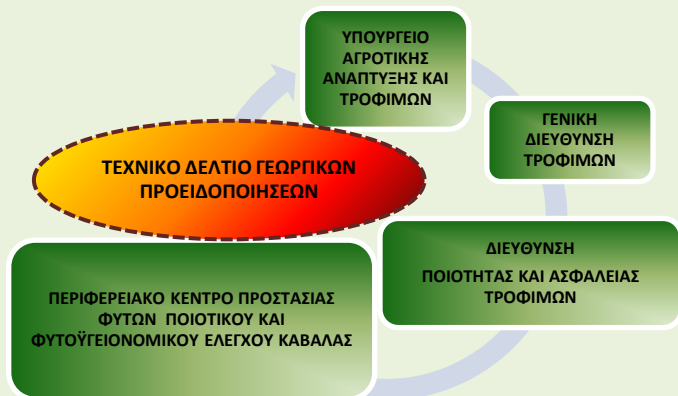 ΥΠΟΥΡΓΕΙΟ
ΑΓΡΟΤΙΚΗΣ
ΑΝΑΠΤΥΞΗΣ ΚΑΙ
ΤΡΟΦΙΜΩΝ
ΓΕΝΙΚΗ
ΔΙΕΥΘΥΝΣΗ
ΤΡΟΦΙΜΩΝ
ΤΕΧΝΙΚΟ ΔΕΛΤΙΟ ΓΕΩΡΓΙΚΩΝ
ΠΡΟΕΙΔΟΠΟΙΗΣΕΩΝ
ΔΙΕΥΘΥΝΣΗ
ΠΟΙΟΤΗΤΑΣ ΚΑΙ ΑΣΦΑΛΕΙΑΣ
ΤΡΟΦΙΜΩΝ
ΠΕΡΙΦΕΡΕΙΑΚΟ ΚΕΝΤΡΟ ΠΡΟΣΤΑΣΙΑΣ
ΦΥΤΩΝ ΠΟΙΟΤΙΚΟΥ ΚΑΙ
ΦΥΤΟΫΓΕΙΟΝΟΜΙΚΟΥ ΕΛΕΓΧΟΥ ΚΑΒΑΛΑΣ